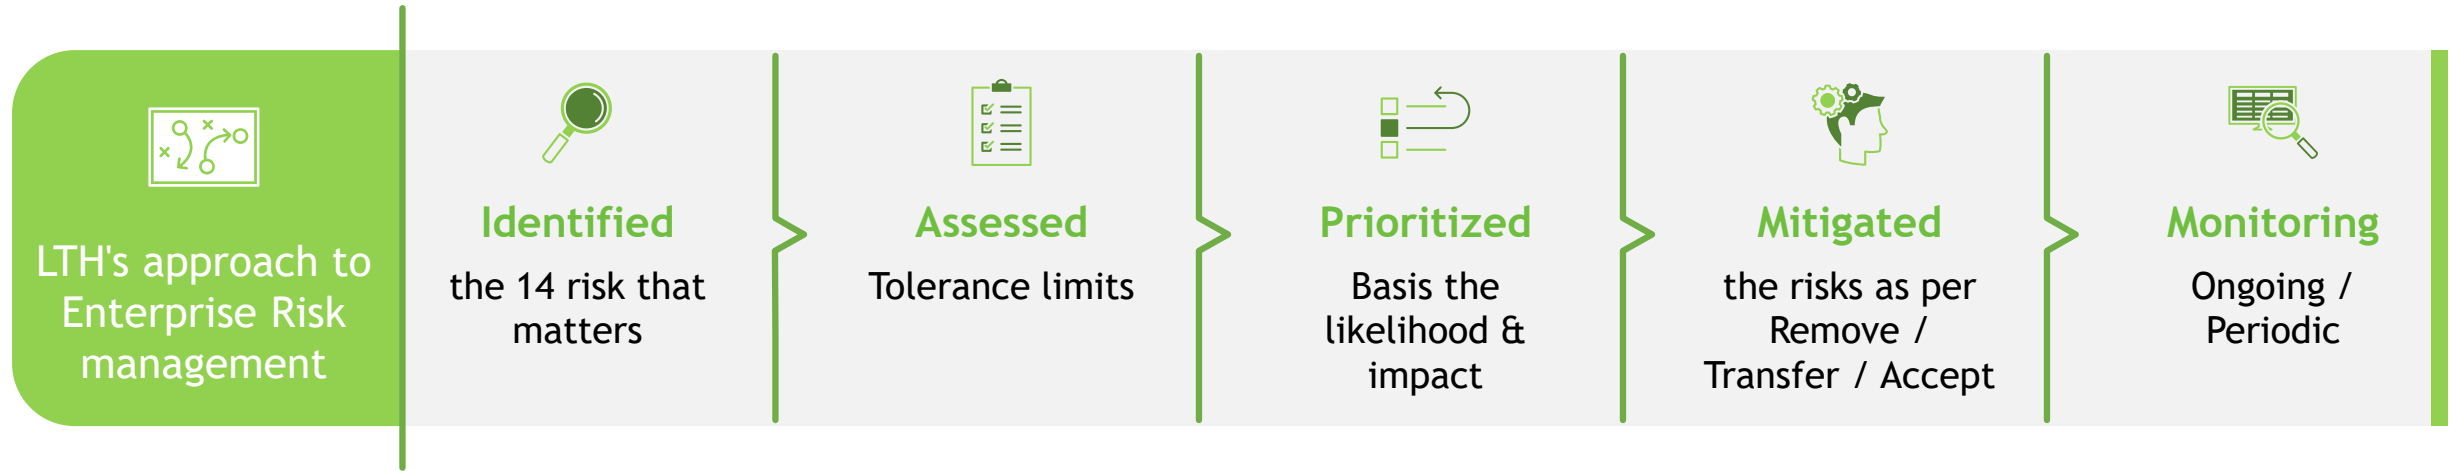 LTH's approach to
Enterprise Risk
management
Identified
the 14 risk that
matters
Assessed
Tolerance limits
Prioritized
Basis the
likelihood &
impact
Mitigated
the risks as per
Remove /
Transfer / Accept
Monitoring
Ongoing /
Periodic